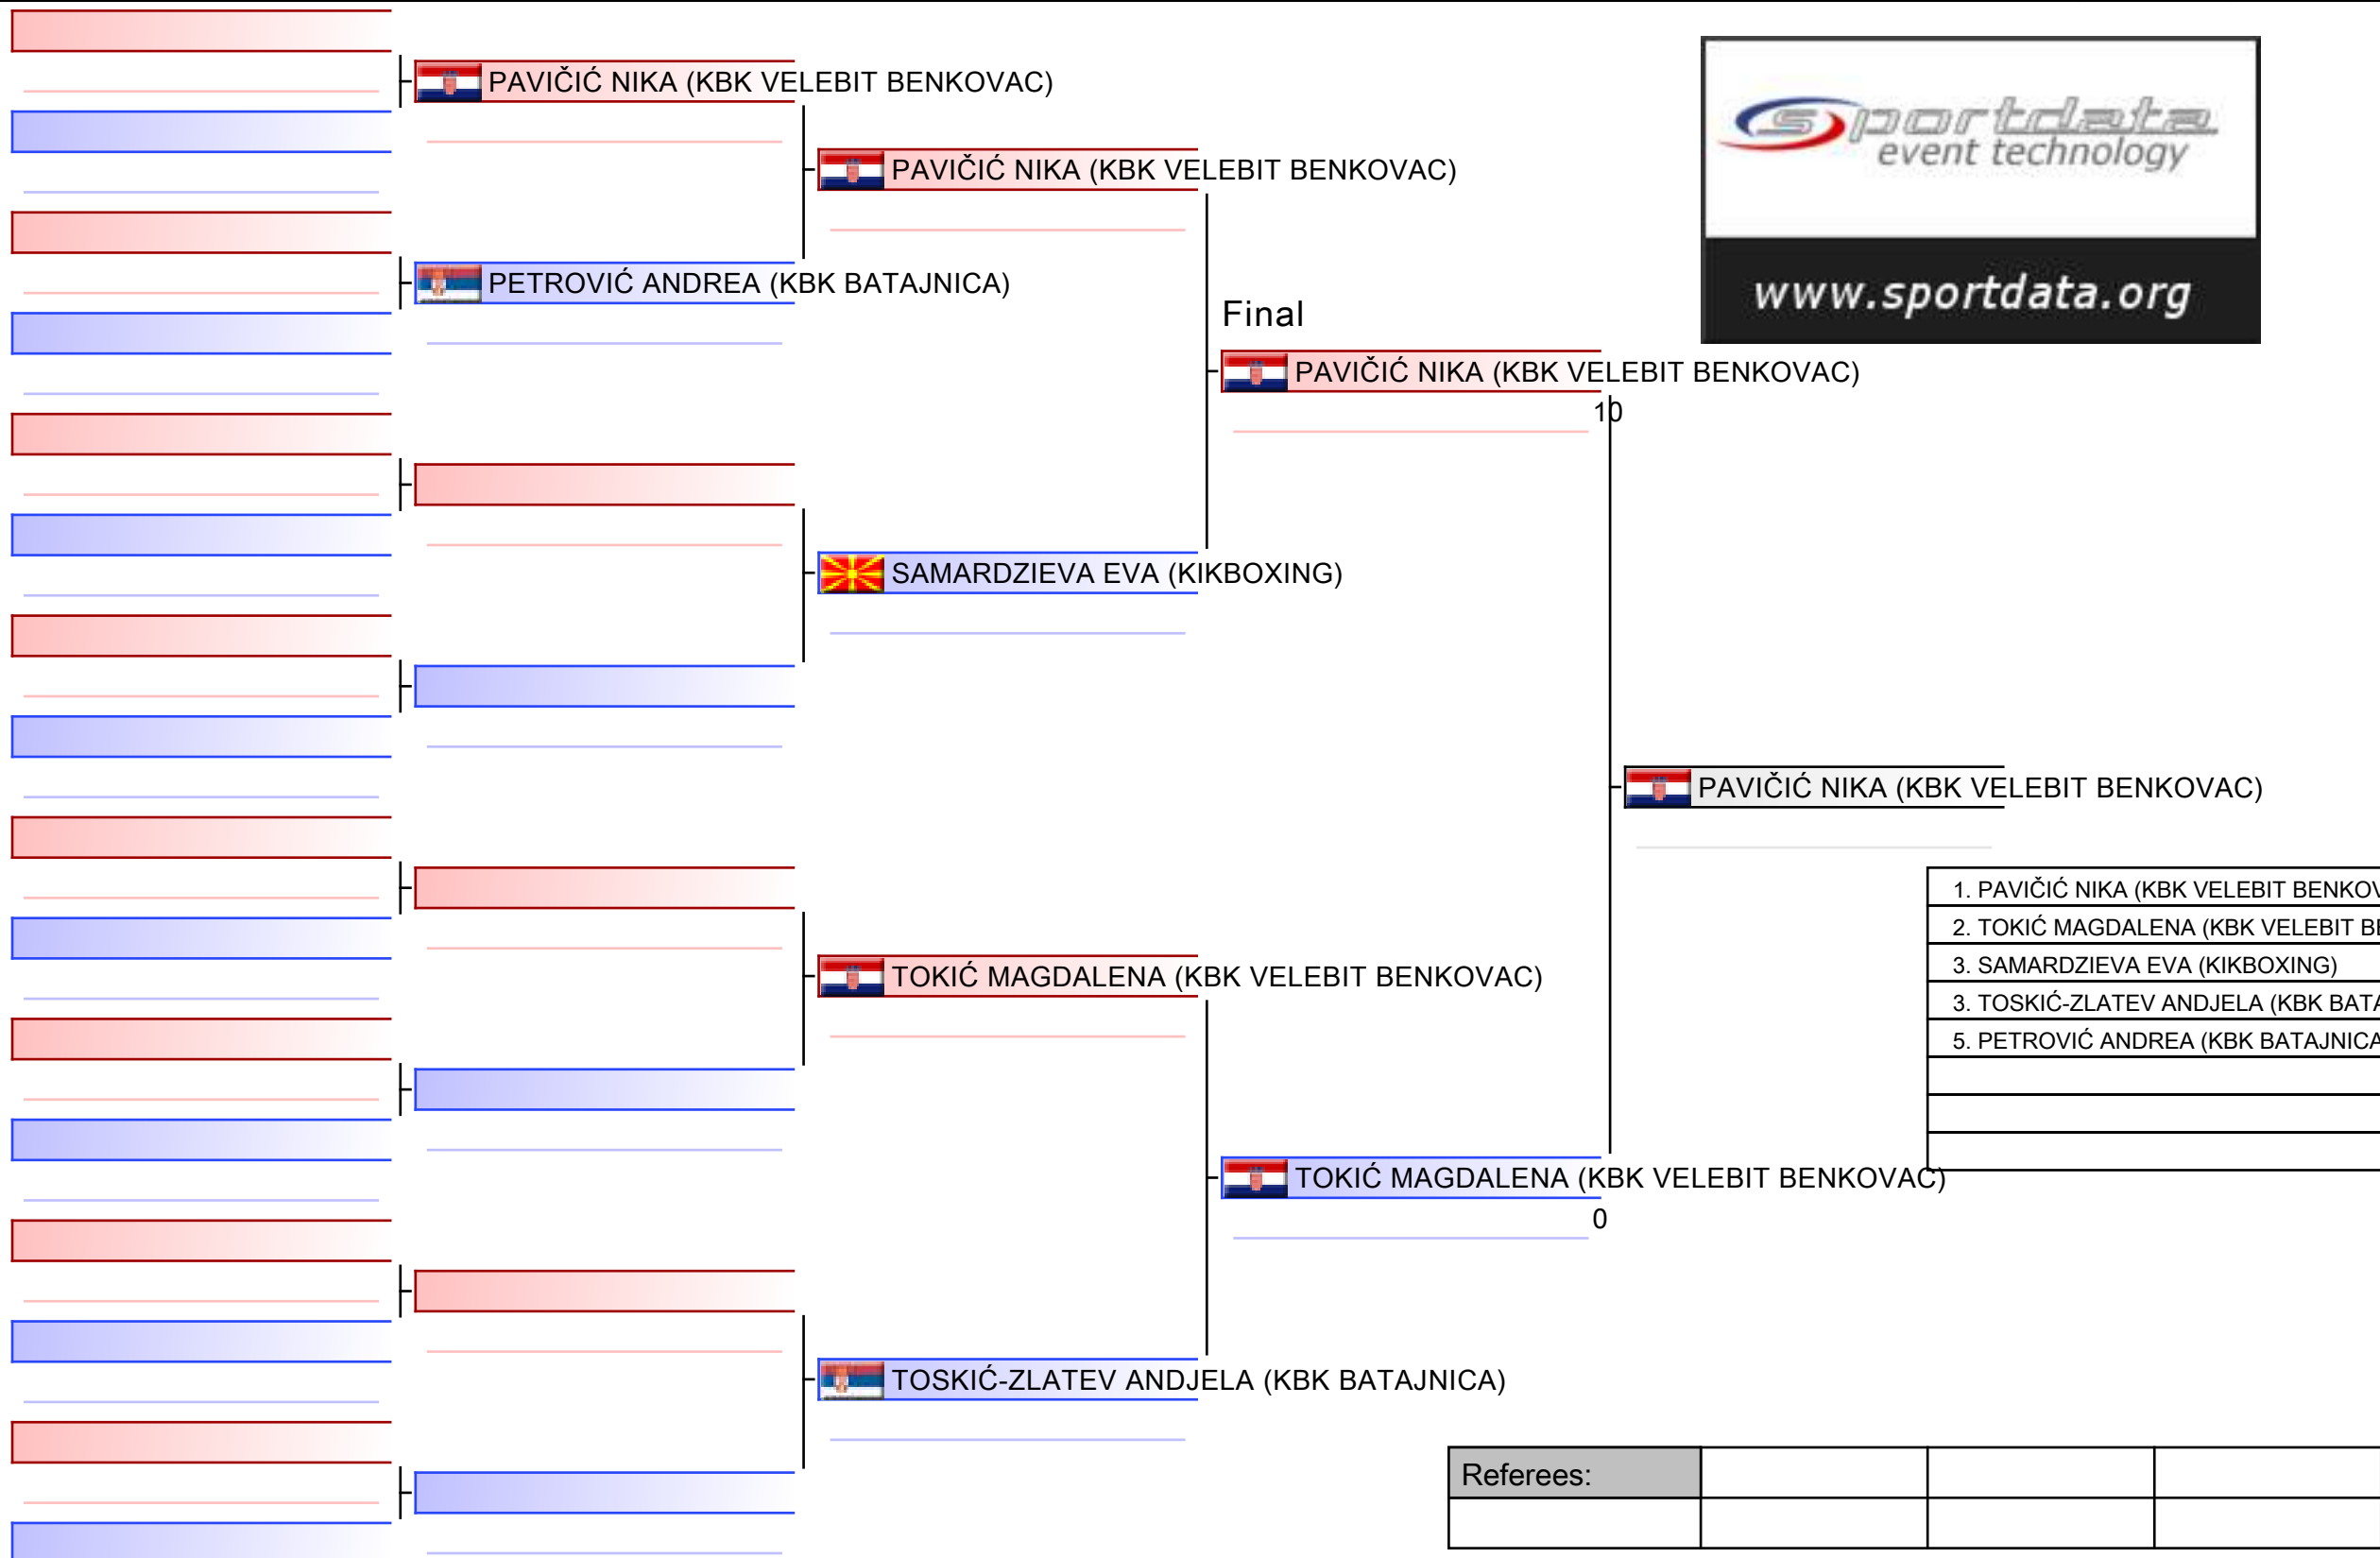 PAVIČIĆ NIKA (KBK VELEBIT BENKOVAC)
PETROVIĆ ANDREA (KBK BATAJNICA)
PAVIČIĆ NIKA (KBK VELEBIT BENKOVAC)
SAMARDZIEVA EVA (KIKBOXING)
TOKIĆ MAGDALENA (KBK VELEBIT BENKOVAC)
TOSKIĆ-ZLATEV ANDJELA (KBK BATAJNICA)
Final
PAVIČIĆ NIKA (KBK VELEBIT BENKOVAC)
10
TOKIĆ MAGDALENA (KBK VELEBIT BENKOVAC)
0
PAVIČIĆ NIKA (KBK VELEBIT BENKOVAC)
sportdata
event technology
www.sportdata.org
1. PAVIČIĆ NIKA (KBK VELEBIT BENKOV
2. TOKIĆ MAGDALENA (KBK VELEBIT BE
3. SAMARDZIEVA EVA (KIKBOXING)
3. TOSKIĆ-ZLATEV ANDJELA (KBK BATA
5. PETROVIĆ ANDREA (KBK BATAJNICA
Referees: